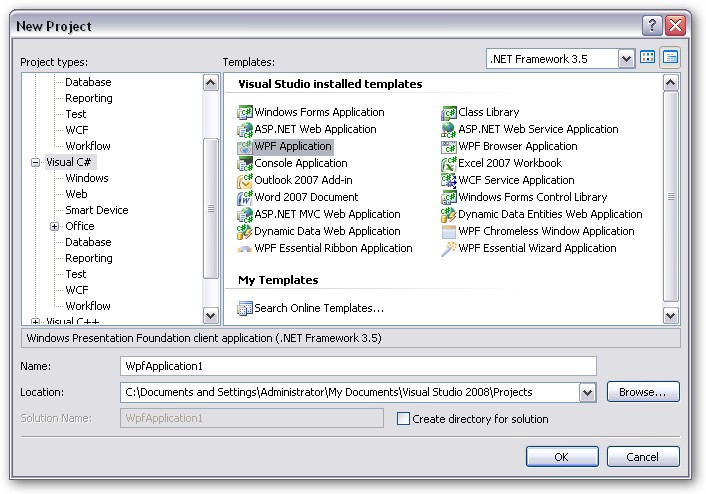 New Project
Project types:
Templates:
.NET Framework 3.5
Database
Reporting
Test
WCF
Workflow
Visual C#
Windows
Web
Smart Device
Office
Database
Reporting
Test
WCF
Workflow
Visual C++
Visual Studio installed templates
Windows Forms Application
Class Library
ASP.NET Web Application
ASP.NET Web Service Application
WPF Application
WPF Browser Application
Console Application
Excel 2007 Workbook
Outlook 2007 Add-in
WCF Service Application
Word 2007 Document
Windows Forms Control Library
ASP.NET MVC Web Application
Dynamic Data Entities Web Application
Dynamic Data Web Application
WPF Chromeless Window Application
WPF Essential Ribbon Application
WPF Essential Wizard Application
My Templates
Search Online Templates...
Windows Presentation Foundation client application (.NET Framework 3.5)
Name:
WpfApplication1
Location:
C:\Documents and Settings\Administrator\My Documents\Visual Studio 2008\Projects
Browse...
Solution Name:
WpfApplication1
Create directory for solution
OK
Cancel